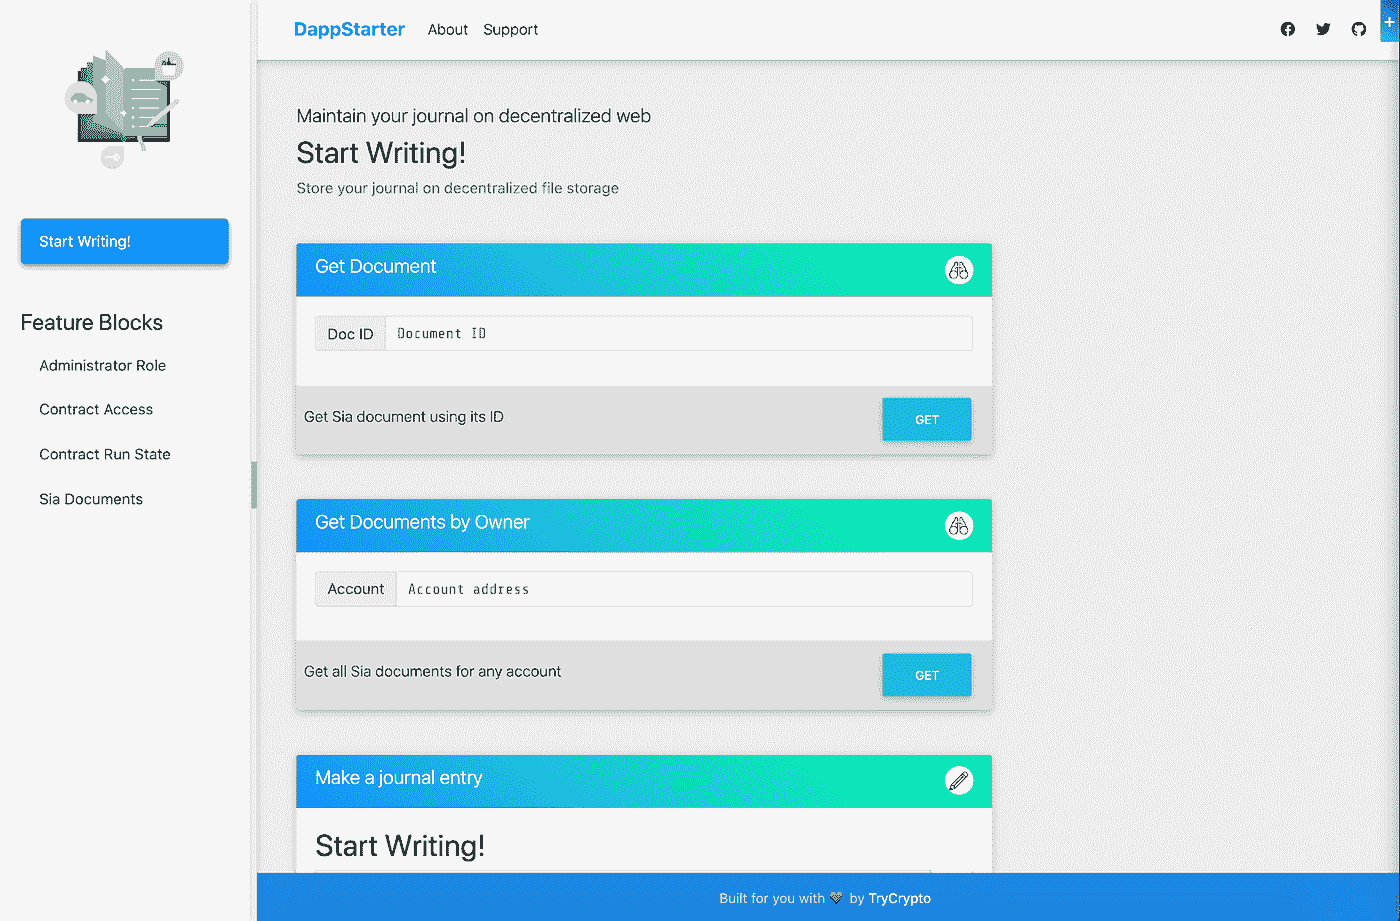 DappStarter About Support
+
Start Writing!
Feature Blocks
Administrator Role
Contract Access
Contract Run State
Sia Documents
Maintain your journal on decentralized web
Start Writing!
Store your journal on decentralized file storage
Get Document
Doc ID Document ID
Get Sia document using its ID GET
Get Documents by Owner
Account Account address
Get all Sia documents for any account GET
Make a journal entry
Start Writing!
Built for you with 💎 by TryCrypto